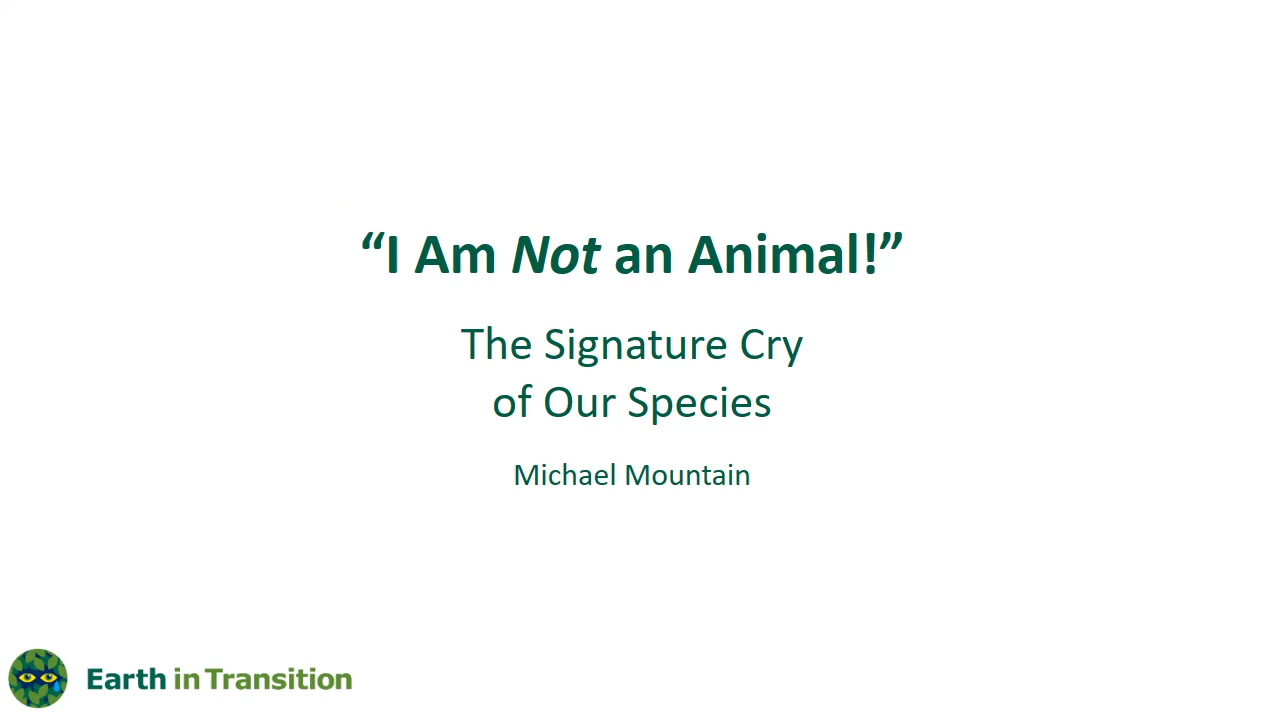 “I Am Not an Animal!”
The Signature Cry
of Our Species
Michael Mountain
Earth in Transition